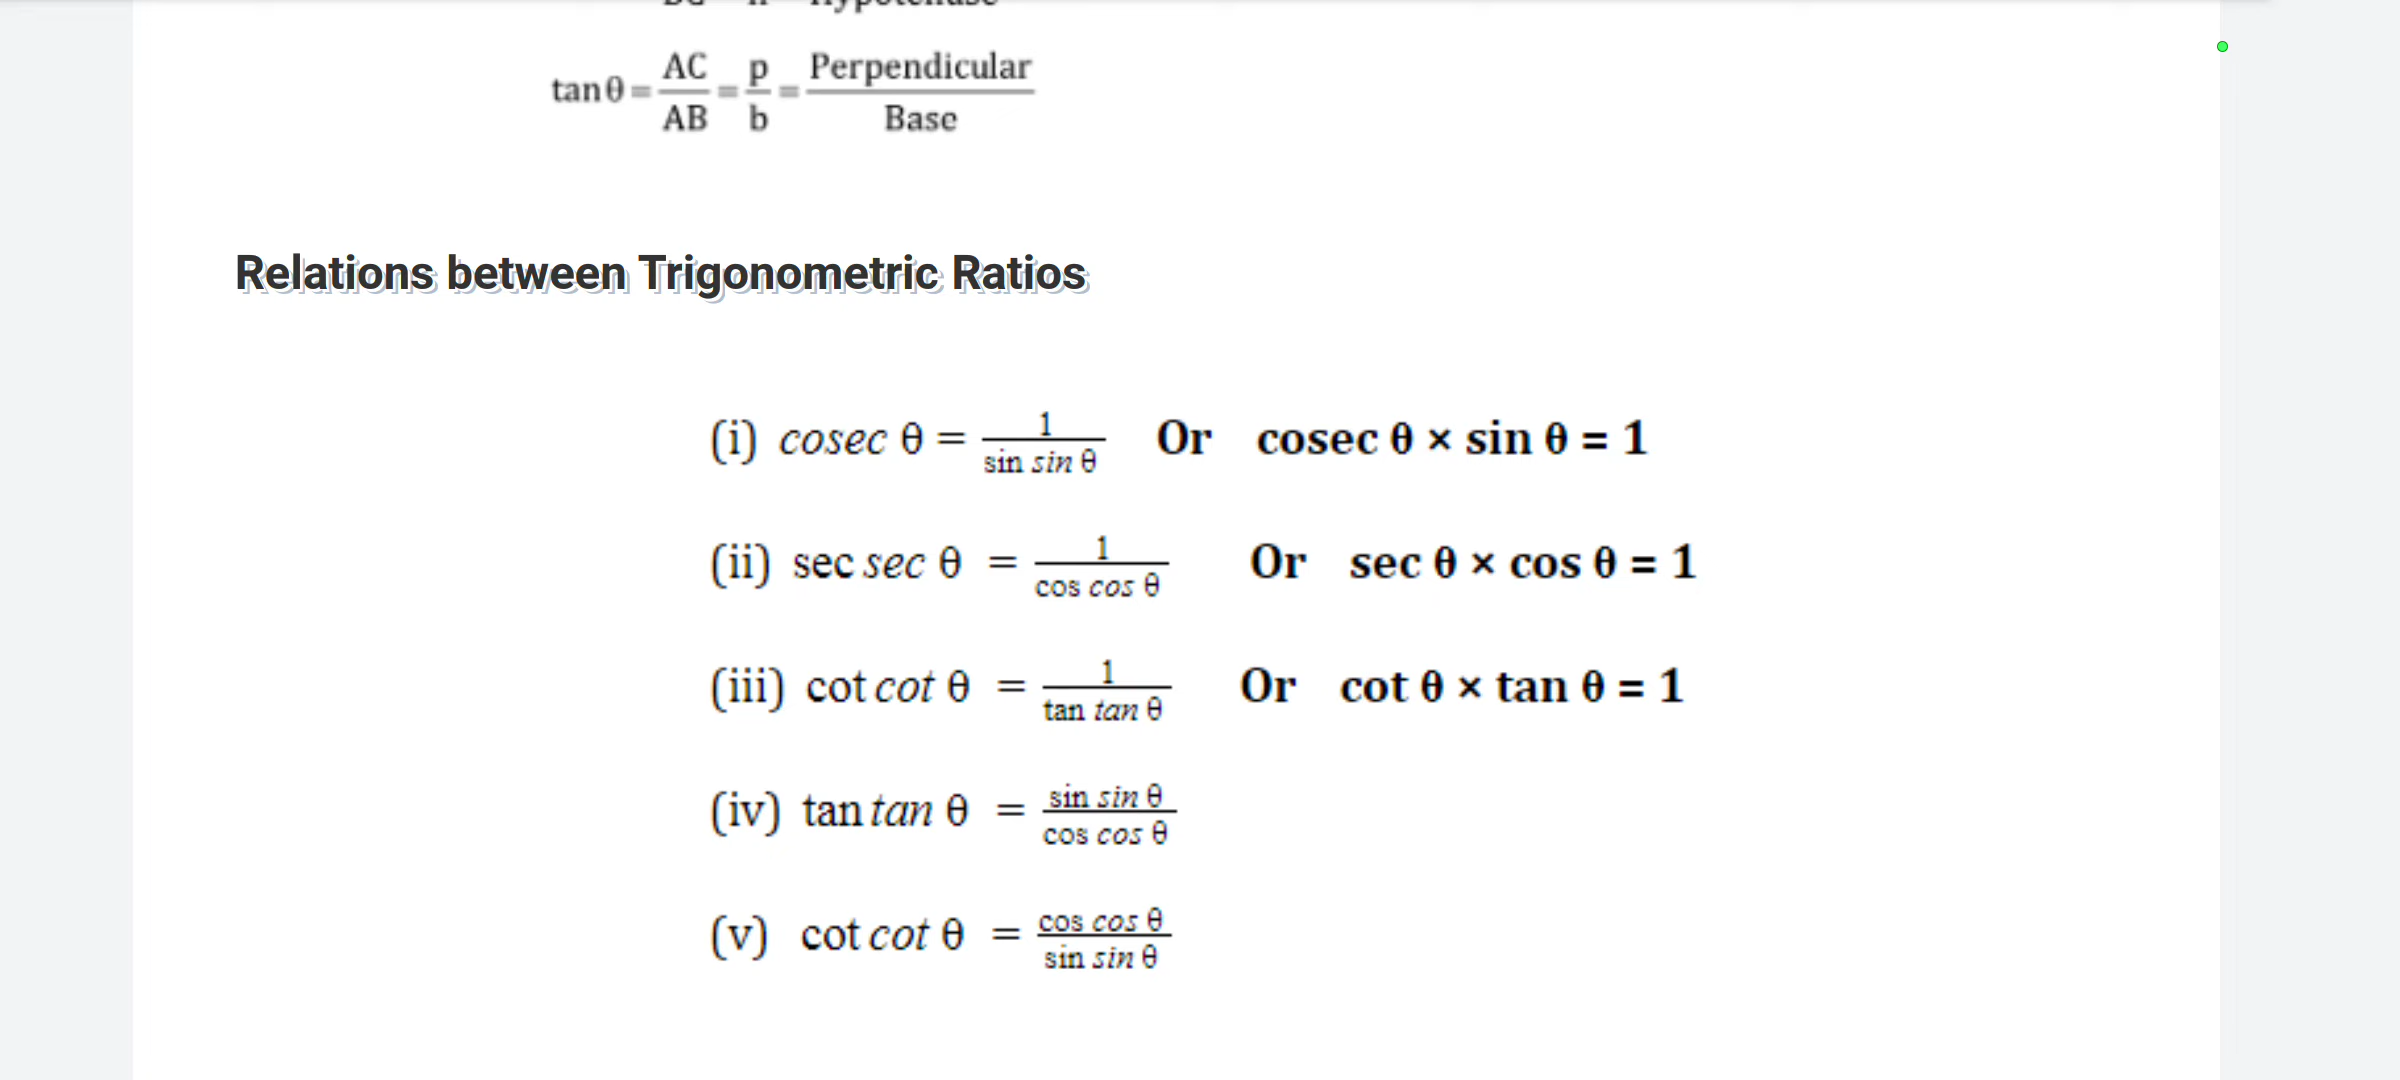 tanθ = AC/AB = p/b = Perpendicular/Base
Relations between Trigonometric Ratios
(i) cosec θ = 1/sin sin θ Or cosec θ × sin θ = 1
(ii) sec sec θ = 1/cos cos θ Or sec θ × cos θ = 1
(iii) cot cot θ = 1/tan tan θ Or cot θ × tan θ = 1
(iv) tan tan θ = sin sin θ/cos cos θ
(v) cot cot θ = cos cos θ/sin sin θ